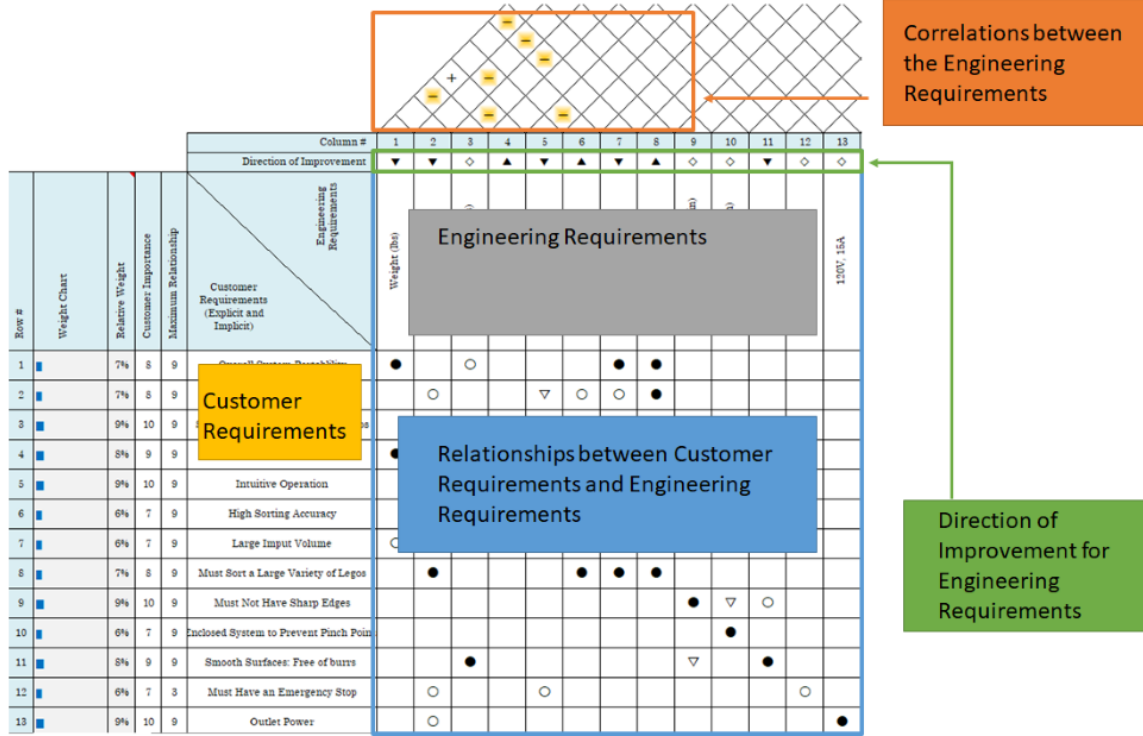 Correlations between
the Engineering
Requirements
Column # 1 2 3 4 5 6 7 8 9 10 11 12 13
Direction of Improvement ▼ ▼ ◇ ▲ ▼ ▲ ▼ ▲ ◇ ◇ ▼ ◇ ◇
Row #
Weight Chart
Relative Weight
Customer Importance
Maximum Relationship
Engineering
Requirements
Customer
Requirements
(Explicit and
Implicit)
Weight (lbs)
120V, 15A
Engineering Requirements
Customer
Requirements
Relationships between Customer
Requirements and Engineering
Requirements
Direction of
Improvement for
Engineering
Requirements
1 7% 8 9 ● ○ ● ●
2 7% 8 9 ○ ▽ ○ ○ ●
3 9% 10 9
4 8% 9 9
5 9% 10 9 Intuitive Operation
6 6% 7 9 High Sorting Accuracy
7 6% 7 9 Large Imput Volume
8 7% 8 9 Must Sort a Large Variety of Legos ● ● ● ●
9 9% 10 9 Must Not Have Sharp Edges ● ▽ ○
10 6% 7 9 Enclosed System to Prevent Pinch Poin ●
11 8% 9 9 Smooth Surfaces: Free of burrs ● ▽ ●
12 6% 7 3 Must Have an Emergency Stop ○ ○ ○
13 9% 10 9 Outlet Power ○ ●